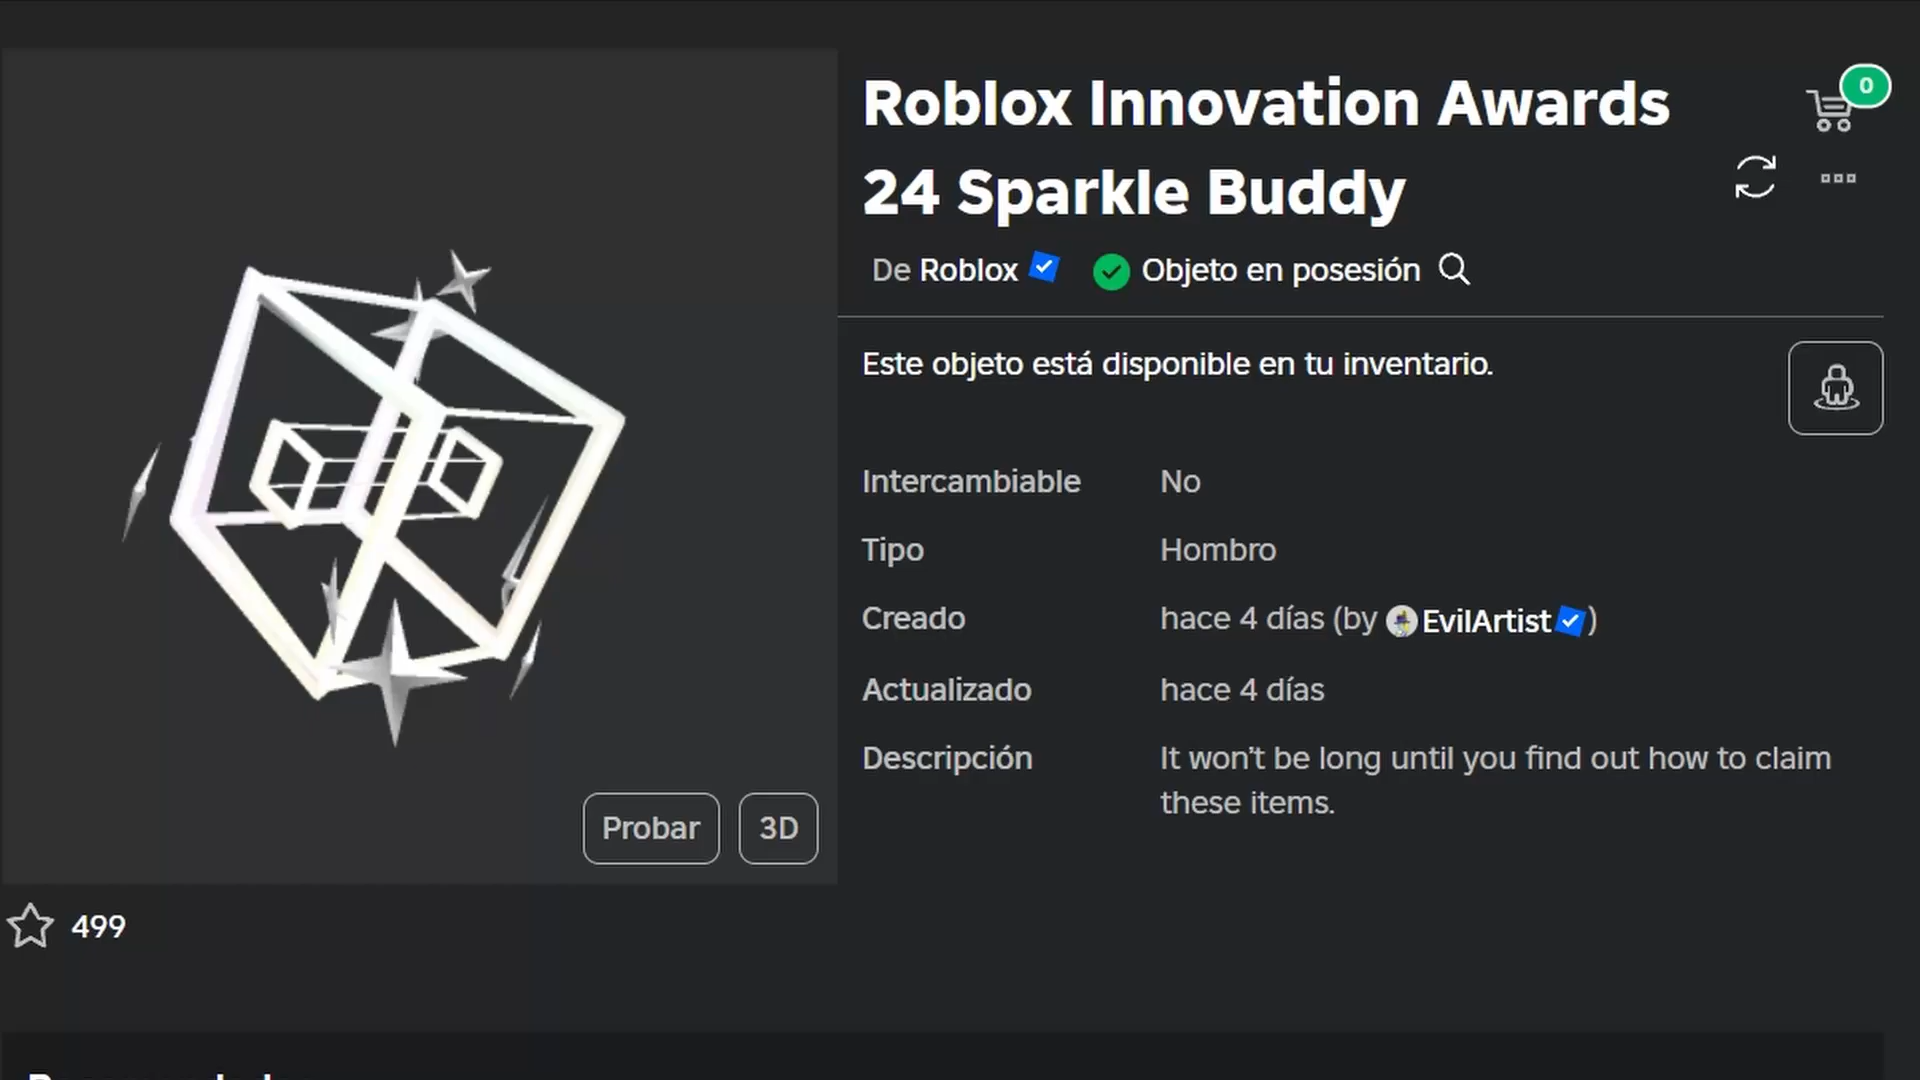 Roblox Innovation Awards
24 Sparkle Buddy
0
De Roblox Objeto en posesión
Este objeto está disponible en tu inventario.
Intercambiable No
Tipo Hombro
Creado hace 4 días (by EvilArtist)
Actualizado hace 4 días
Descripción It won't be long until you find out how to claim
these items.
Probar 3D
499